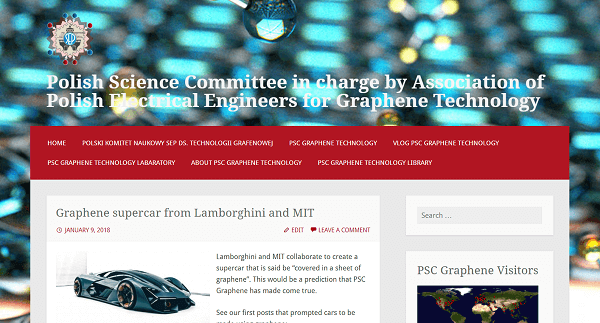 Polish Science Committee in charge by Association of
Polish Electrical Engineers for Graphene Technology
HOME POLSKI KOMITET NAUKOWY SEP DS. TECHNOLOGII GRAFENOWEJ PSC GRAPHENE TECHNOLOGY VLOG PSC GRAPHENE TECHNOLOGY
PSC GRAPHENE TECHNOLOGY LABARATORY ABOUT PSC GRAPHENE TECHNOLOGY PSC GRAPHENE TECHNOLOGY LIBRARY
Graphene supercar from Lamborghini and MIT
JANUARY 9, 2018 EDIT LEAVE A COMMENT
Lamborghini and MIT collaborate to create a
supercar that is said be "covered in a sheet of
graphene". This would be a prediction that PSC
Graphene has made come true.
See our first posts that prompted cars to be
Search ...
PSC Graphene Visitors